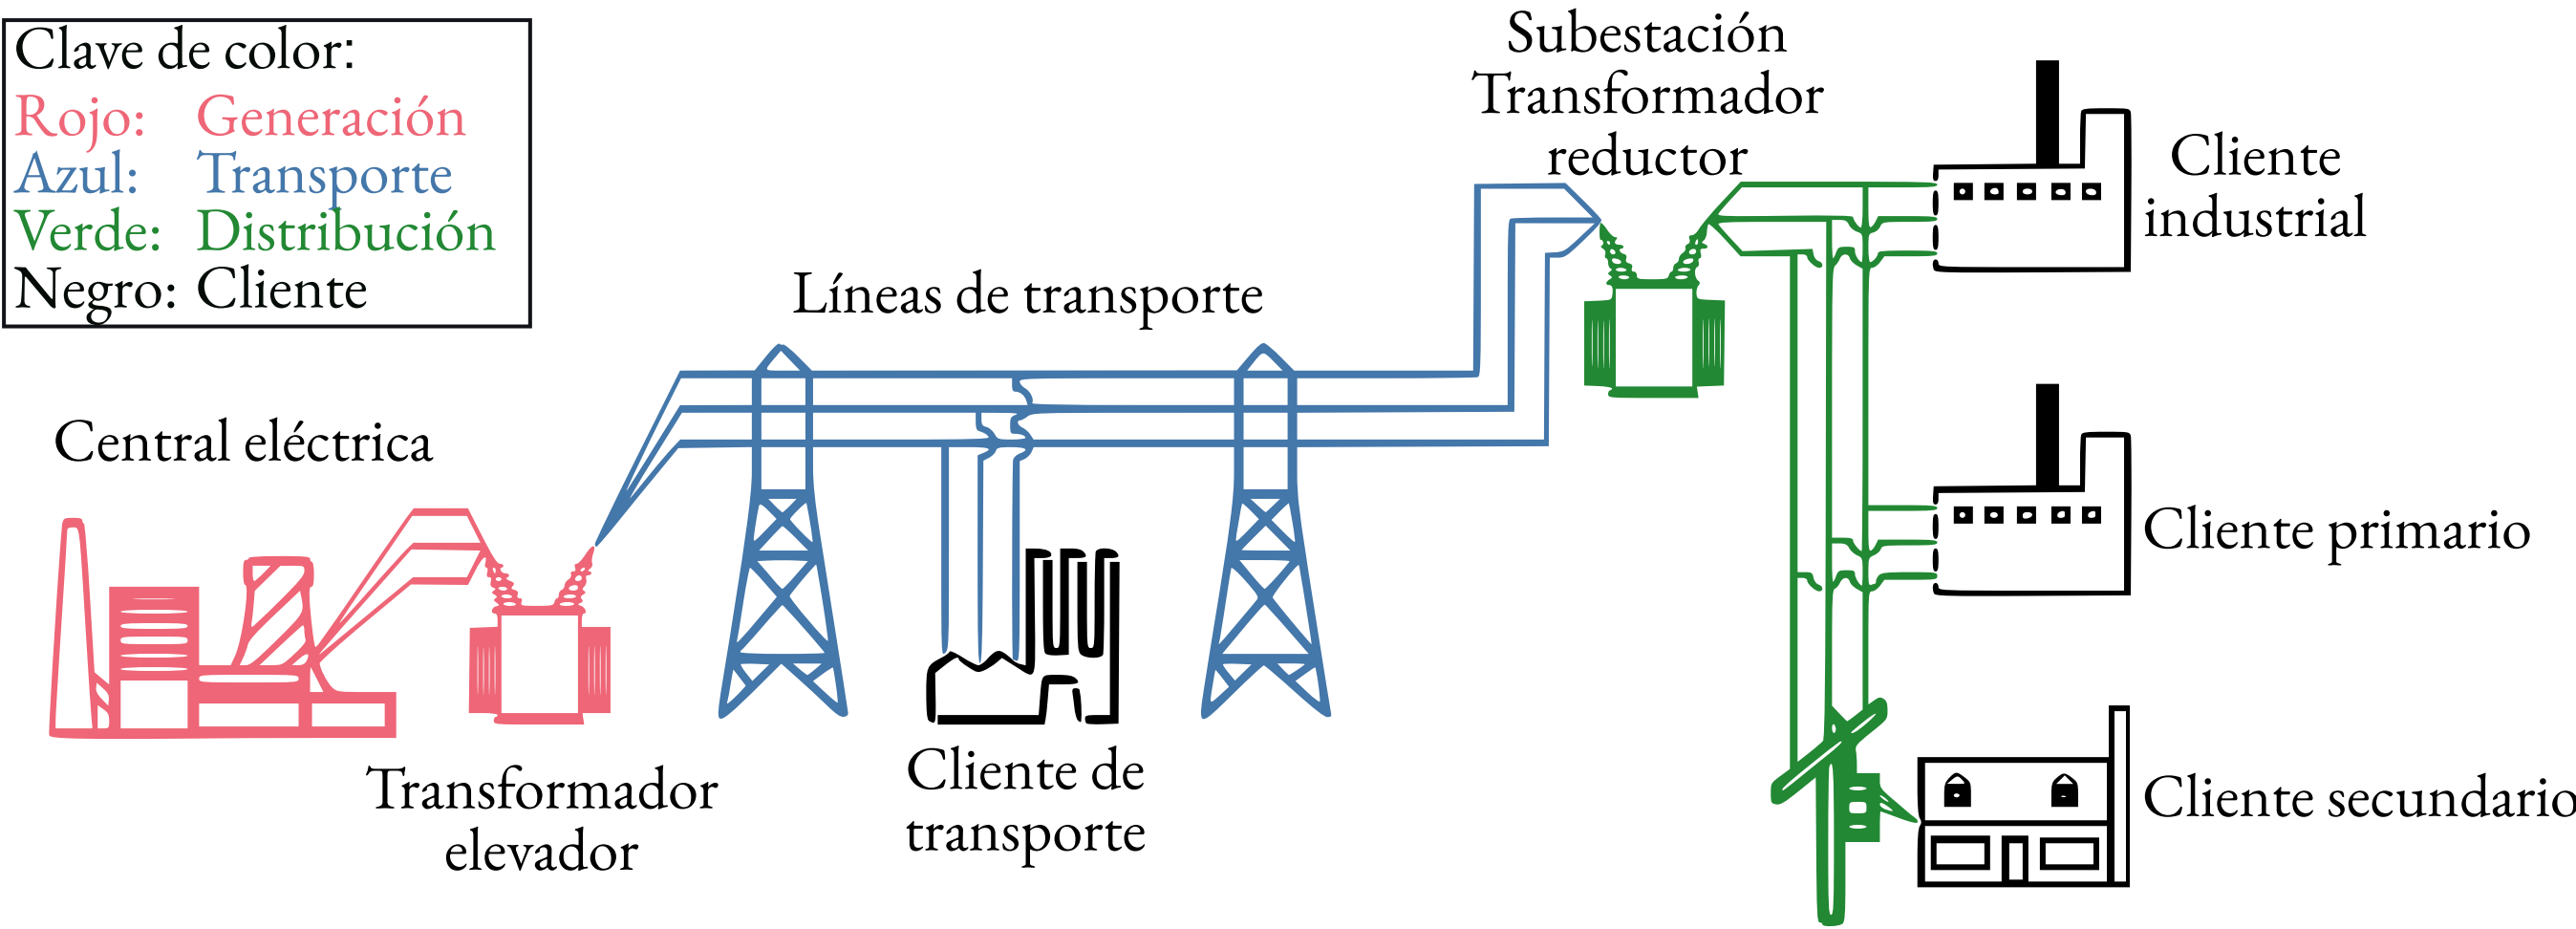 Clave de color:
Rojo: Generación
Azul: Transporte
Verde: Distribución
Negro: Cliente
Central eléctrica
Transformador
elevador
Líneas de transporte
Cliente de
transporte
Subestación
Transformador
reductor
Cliente
industrial
Cliente primario
Cliente secundario